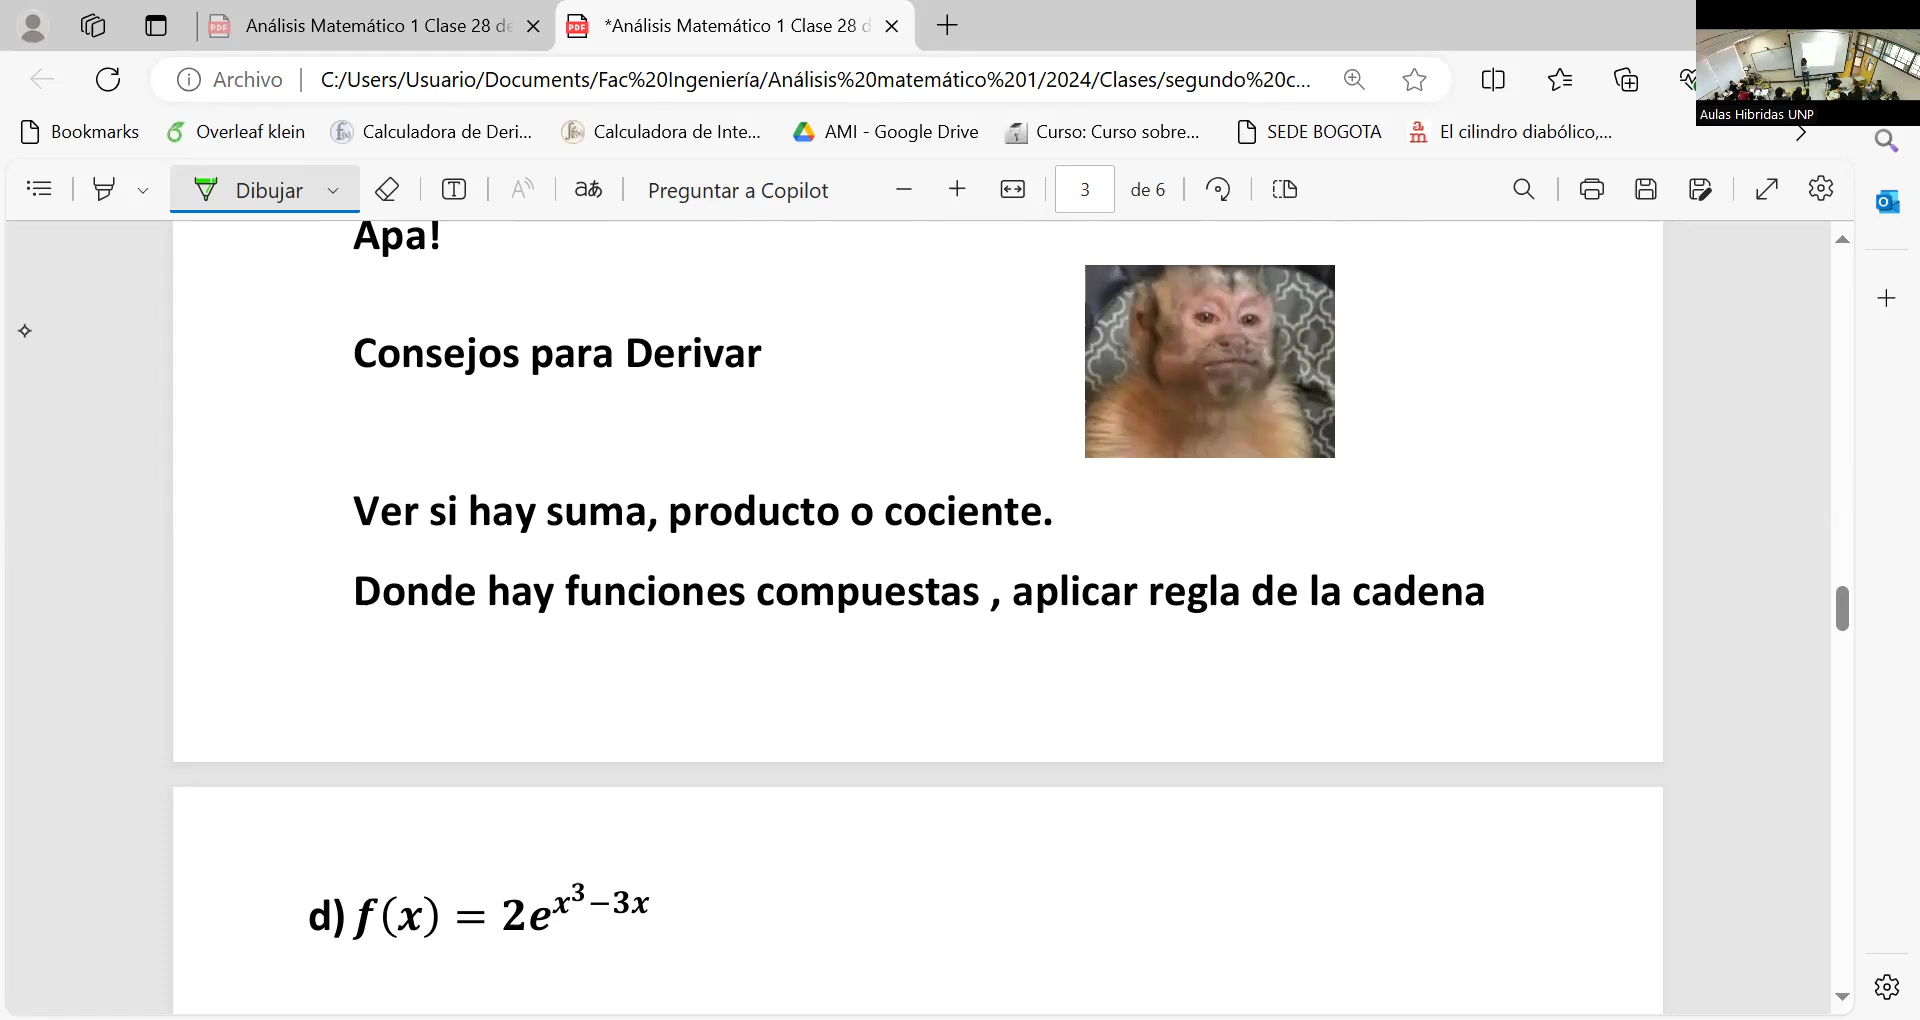 Análisis Matemático 1 Clase 28 de
*Análisis Matemático 1 Clase 28 d
Archivo
C:/Users/Usuario/Documents/Fac%20Ingeniería/Análisis%20matemático%201/2024/Clases/segundo%20c...
Aulas Hibridas UNP
Bookmarks
Overleaf klein
Calculadora de Deri...
Calculadora de Inte...
AMI - Google Drive
Curso: Curso sobre...
SEDE BOGOTA
El cilindro diabólico,...
Dibujar
aあ
Preguntar a Copilot
3 de 6
Apa!
Consejos para Derivar
Ver si hay suma, producto o cociente.
Donde hay funciones compuestas , aplicar regla de la cadena
d) f(x) = 2e^{x^3-3x}